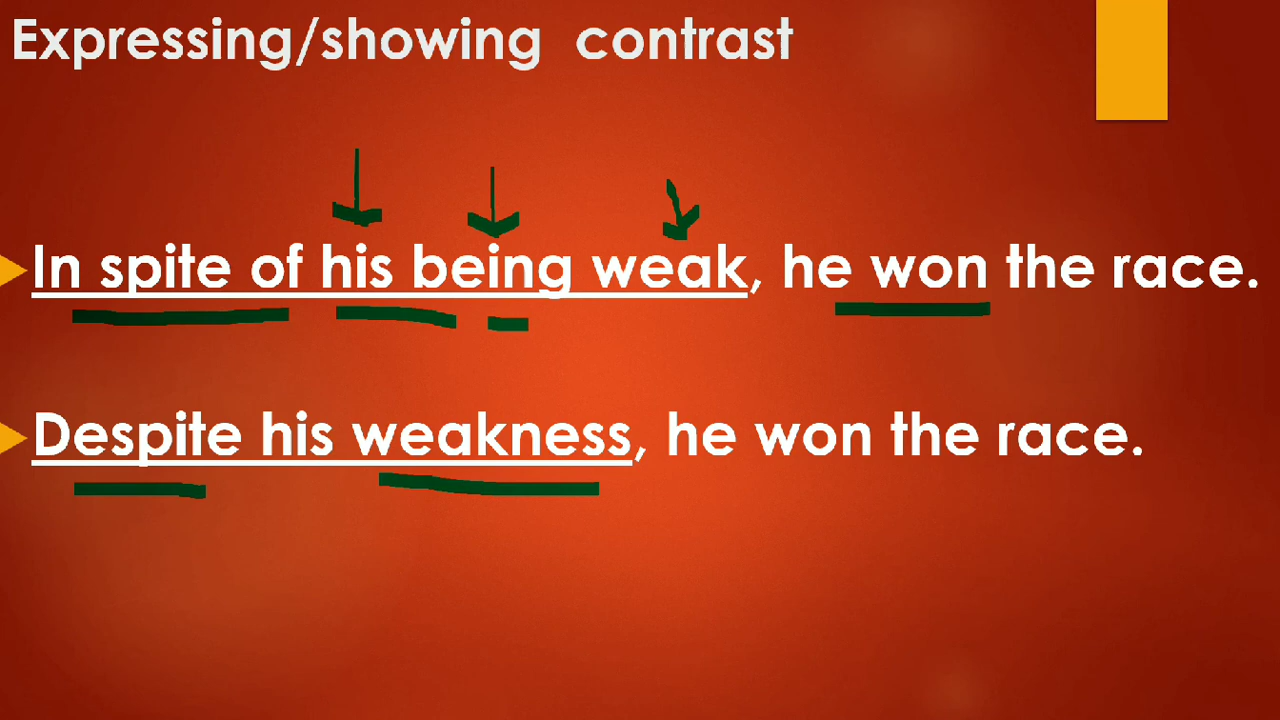 Expressing/showing contrast
In spite of his being weak, he won the race.
Despite his weakness, he won the race.